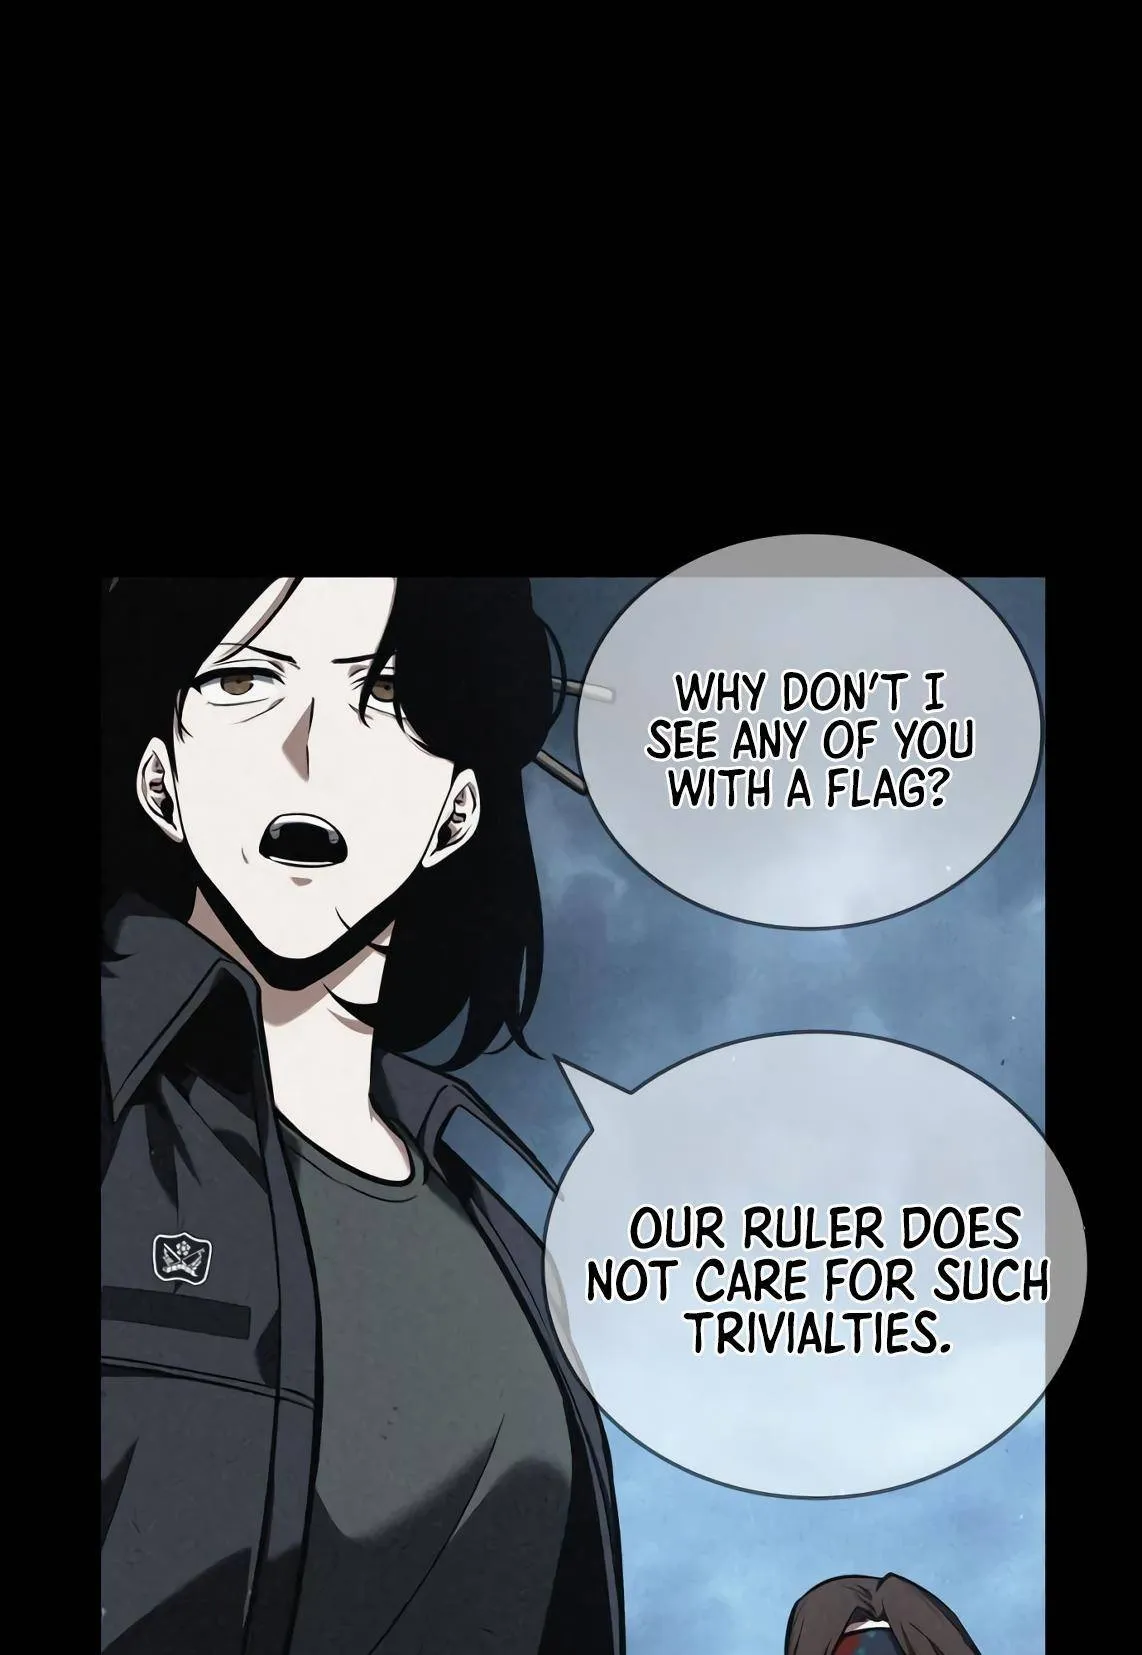 WHY DON'T I
SEE ANY OF YOU
WITH A FLAG?
OUR RULER DOES
NOT CARE FOR SUCH
TRIVIALTIES.